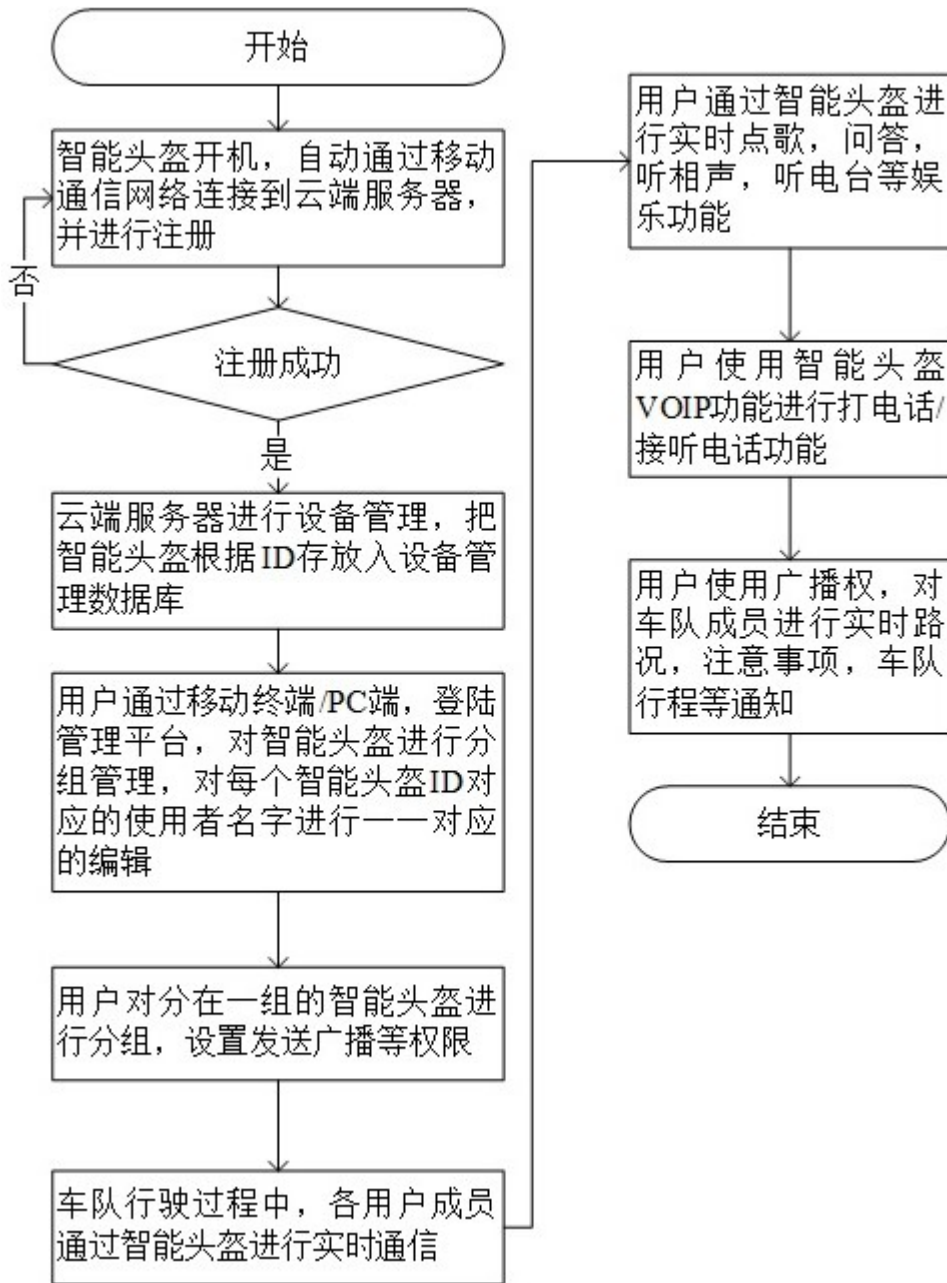 开始
智能头盔开机，自动通过移动
通信网络连接到云端服务器，
并进行注册
否
注册成功
是
云端服务器进行设备管理，把
智能头盔根据ID存放入设备管
理数据库
用户通过移动终端/PC端，登陆
管理平台，对智能头盔进行分
组管理，对每个智能头盔ID对
应的使用者名字进行一一对应
的编辑
用户对分在一组的智能头盔进
行分组，设置发送广播等权限
车队行驶过程中，各用户成员
通过智能头盔进行实时通信
用户通过智能头盔进
行实时点歌，问答，
听相声，听电台等娱
乐功能
用户使用智能头盔
VOIP功能进行打电话/
接听电话功能
用户使用广播权，对
车队成员进行实时路
况，注意事项，车队
行程等通知
结束